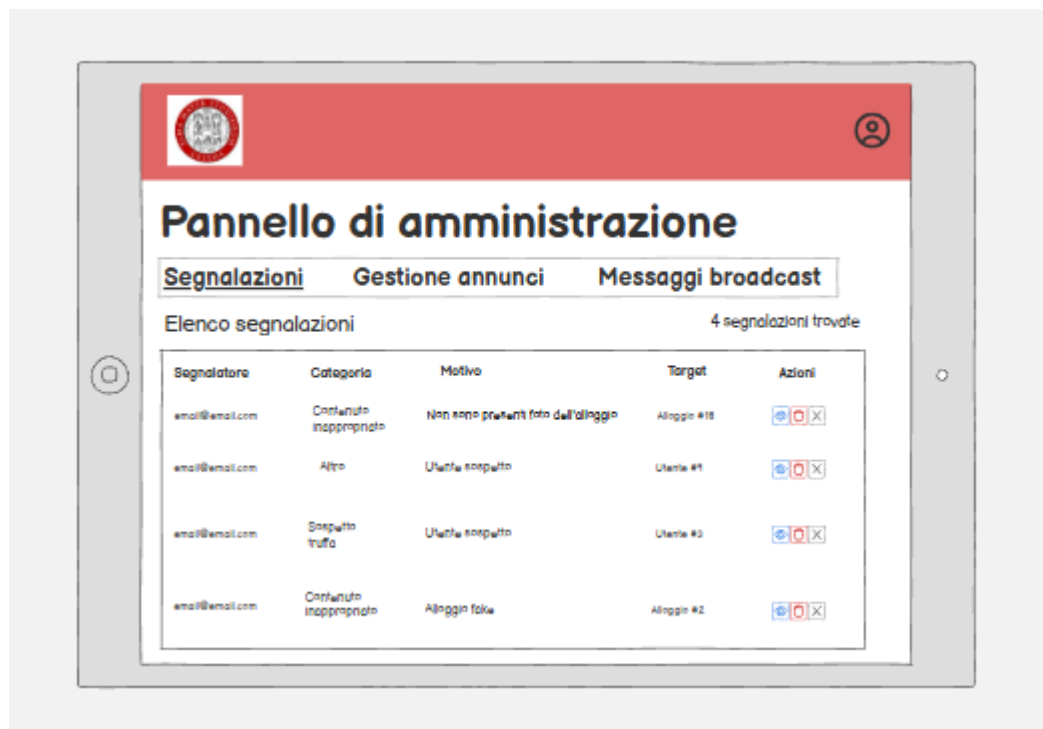 Pannello di amministrazione
Segnalazioni Gestione annunci Messaggi broadcast
Elenco segnalazioni 4 segnalazioni trovate
Segnalatore Categoria Motivo Target Azioni
email@email.com Contenuto inappropriato Non sono presenti foto dell'alloggio Alloggio #18
email@email.com Altro Utente sospetto Utente #1
email@email.com Sospetto truffa Utente sospetto Utente #3
email@email.com Contenuto inappropriato Alloggio fake Alloggio #2